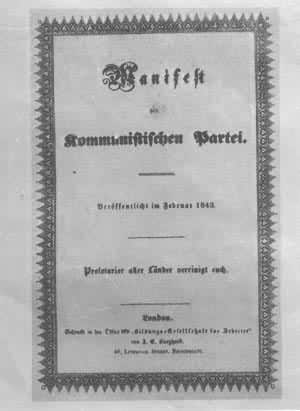 Manifest
der
Kommunistischen Partei.
Veröffentlicht im Februar 1848.
Proletarier aller Länder vereinigt euch.
London.
Gedruckt in der Office der „Bildungs-Gesellschaft für Arbeiter"
von J. E. Burghard.
46, Liverpool Street, Bishopsgate.